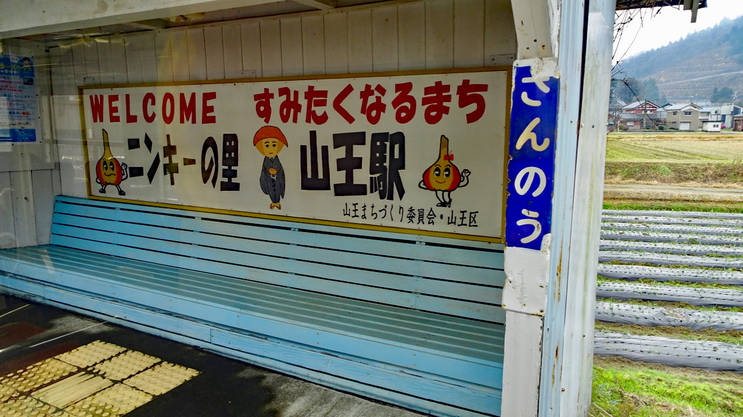 WELCOME すみたくなるまち
ニンキーの里 山王駅
山王まちづくり委員会・山王区
さんのう